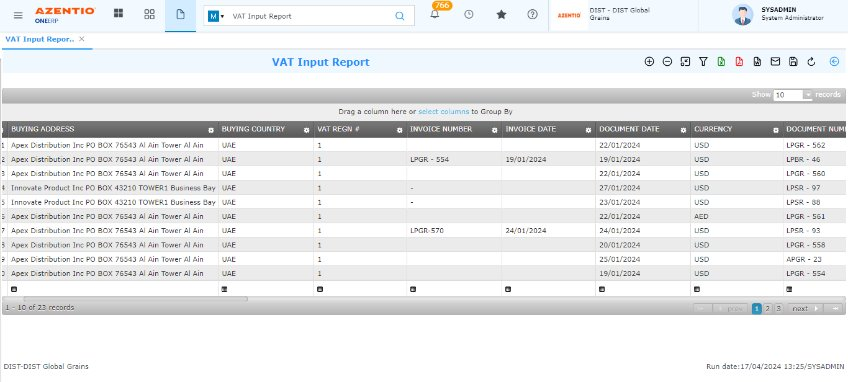 AZENTIO
ONEERP
M VAT Input Report
766
AZENTIO
DIST - DIST Global Grains
SYSADMIN
System Administrator
VAT Input Repor.. ×
VAT Input Report
Show 10 records
Drag a column here or select columns to Group By
BUYING ADDRESS BUYING COUNTRY VAT REGN # INVOICE NUMBER INVOICE DATE DOCUMENT DATE CURRENCY DOCUMENT NUM
1 Apex Distribution Inc PO BOX 76543 Al Ain Tower Al Ain UAE 1 22/01/2024 USD LPGR - 562
2 Apex Distribution Inc PO BOX 76543 Al Ain Tower Al Ain UAE 1 LPGR - 554 19/01/2024 19/01/2024 USD LPBR - 46
3 Apex Distribution Inc PO BOX 76543 Al Ain Tower Al Ain UAE 1 22/01/2024 USD LPGR - 560
4 Innovate Product Inc PO BOX 43210 TOWER1 Business Bay UAE 1 - 27/01/2024 USD LPSR - 97
5 Innovate Product Inc PO BOX 43210 TOWER1 Business Bay UAE 1 - 23/01/2024 USD LPSR - 88
6 Apex Distribution Inc PO BOX 76543 Al Ain Tower Al Ain UAE 1 22/01/2024 AED LPGR - 561
7 Apex Distribution Inc PO BOX 76543 Al Ain Tower Al Ain UAE 1 LPGR-570 24/01/2024 24/01/2024 USD LPSR - 93
8 Apex Distribution Inc PO BOX 76543 Al Ain Tower Al Ain UAE 1 20/01/2024 USD LPGR - 558
9 Apex Distribution Inc PO BOX 76543 Al Ain Tower Al Ain UAE 1 25/01/2024 USD APGR - 23
0 Apex Distribution Inc PO BOX 76543 Al Ain Tower Al Ain UAE 1 19/01/2024 USD LPGR - 554
1 - 10 of 23 records prev 1 2 3 next
DIST-DIST Global Grains Run date:17/04/2024 13:25/SYSADMIN